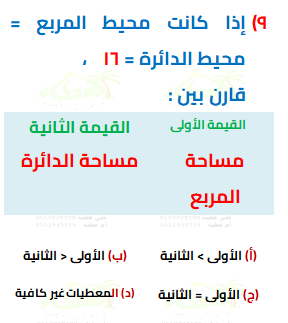 ٩) إذا كانت محيط المربع =
محيط الدائرة = ١٦ ،
قارن بين :
القيمة الأولى القيمة الثانية
مساحة المربع
مساحة الدائرة
(أ) الأولى > الثانية (ب) الأولى < الثانية
(ج) الأولى = الثانية (د) المعطيات غير كافية